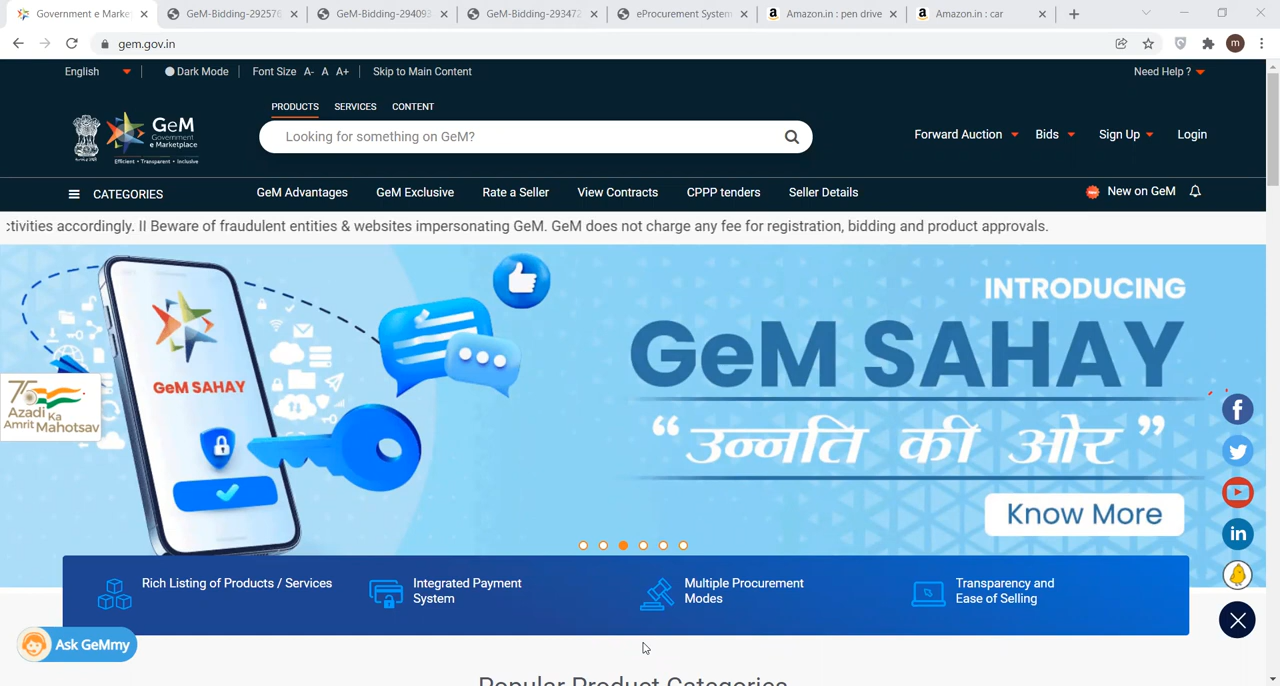 Government e Marke
GeM-Bidding-292576
GeM-Bidding-294093
GeM-Bidding-293472
eProcurement System
Amazon.in : pen drive
Amazon.in : car
gem.gov.in
m
English
Dark Mode
Font Size A- A A+
Skip to Main Content
Need Help ?
PRODUCTS SERVICES CONTENT
GeM
Government
e Marketplace
Efficient • Transparent • Inclusive
Looking for something on GeM?
Forward Auction
Bids
Sign Up
Login
CATEGORIES
GeM Advantages
GeM Exclusive
Rate a Seller
View Contracts
CPPP tenders
Seller Details
New on GeM
ctivities accordingly. II Beware of fraudulent entities & websites impersonating GeM. GeM does not charge any fee for registration, bidding and product approvals.
INTRODUCING
GeM SAHAY
“उन्नति की ओर”
Know More
GeM SAHAY
75
Azadi Ka
Amrit Mahotsav
Rich Listing of Products / Services
Integrated Payment
System
Multiple Procurement
Modes
Transparency and
Ease of Selling
Ask GeMmy
Popular Product Categories